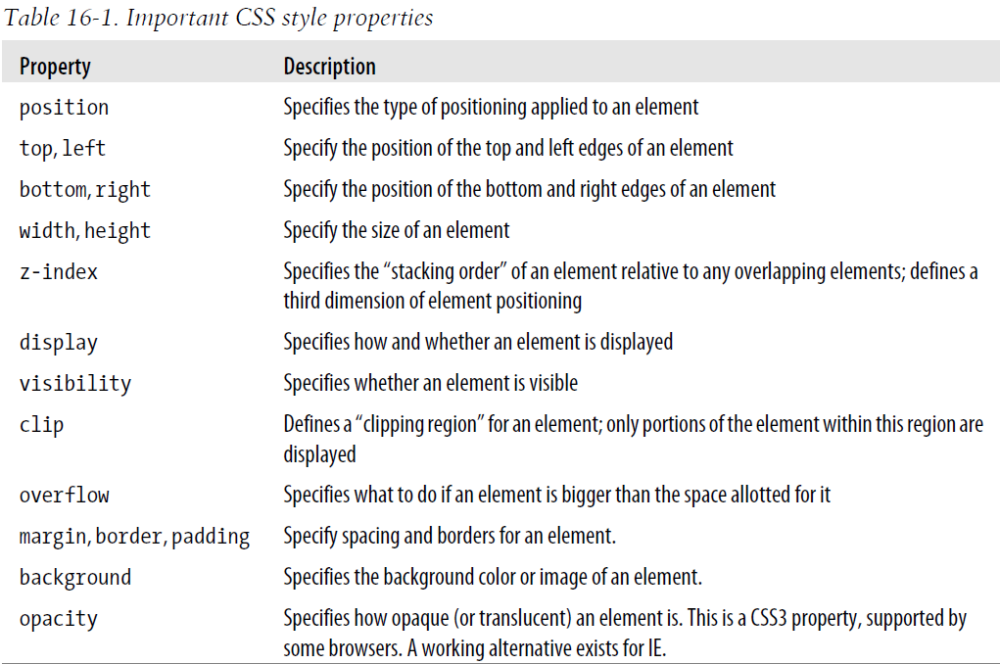 Table 16-1. Important CSS style properties
Property Description
position Specifies the type of positioning applied to an element
top, left Specify the position of the top and left edges of an element
bottom, right Specify the position of the bottom and right edges of an element
width, height Specify the size of an element
z-index Specifies the “stacking order” of an element relative to any overlapping elements; defines a
third dimension of element positioning
display Specifies how and whether an element is displayed
visibility Specifies whether an element is visible
clip Defines a “clipping region” for an element; only portions of the element within this region are
displayed
overflow Specifies what to do if an element is bigger than the space allotted for it
margin, border, padding Specify spacing and borders for an element.
background Specifies the background color or image of an element.
opacity Specifies how opaque (or translucent) an element is. This is a CSS3 property, supported by
some browsers. A working alternative exists for IE.